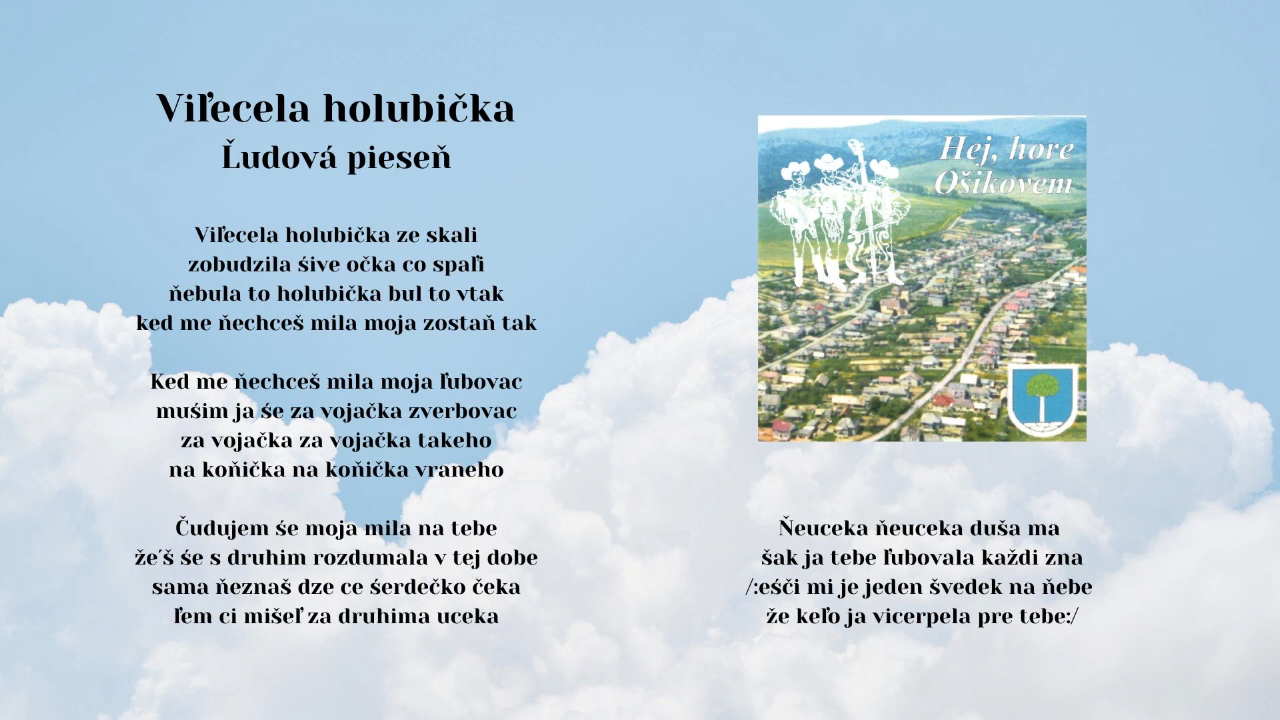 Viľecela holubička
Ľudová pieseň
Viľecela holubička ze skali
zobudzila śive očka co spaľi
ňebula to holubička bul to vtak
ked me ňechceš mila moja zostaň tak
Ked me ňechceš mila moja ľubovac
muśim ja śe za vojačka zverbovac
za vojačka za vojačka takeho
na koňička na koňička vraneho
Čudujem śe moja mila na tebe
že´š śe s druhim rozdumala v tej dobe
sama ňeznaš dze ce śerdečko čeka
ľem ci mišeľ za druhima uceka
Hej, hore
Ošikovem
Ňeuceka ňeuceka duša ma
šak ja tebe ľubovala každi zna
/:eśči mi je jeden švedek na ňebe
že keľo ja vicerpela pre tebe:/